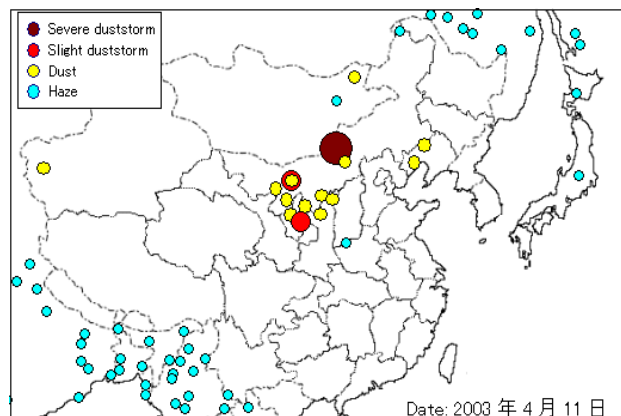 Severe duststorm
Slight duststorm
Dust
Haze
Date: 2003 年 4 月 11 日